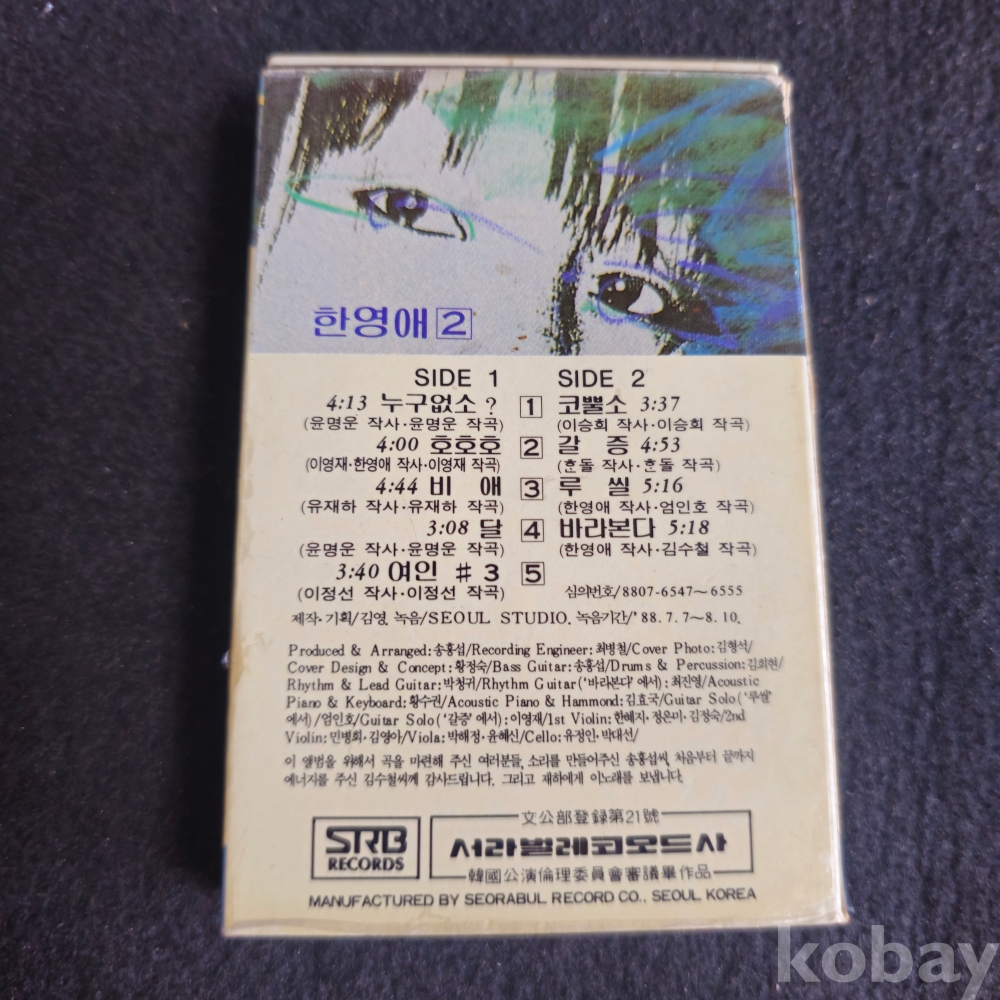 한영애 2
SIDE 1 SIDE 2
4:13 누구없소? 1 코뿔소 3:37
(윤명운 작사·윤명운 작곡) (이승희 작사·이승희 작곡)
4:00 호호호 2 갈 증 4:53
(이영재·한영애 작사·이영재 작곡) (훈돌 작사·훈돌 작곡)
4:44 비 애 3 루 씰 5:16
(유재하 작사·유재하 작곡) (한영애 작사·엄인호 작곡)
3:08 달 4 바라본다 5:18
(윤명운 작사·윤명운 작곡) (한영애 작사·김수철 작곡)
3:40 여인 #3 5
(이정선 작사·이정선 작곡) 심의번호/8807-6547~6555
제작·기획/김영. 녹음/SEOUL STUDIO. 녹음기간/'88. 7. 7~8. 10.
Produced & Arranged:송홍섭/Recording Engineer:최병철/Cover Photo:김형석/
Cover Design & Concept:황정숙/Bass Guitar:송홍섭/Drums & Percussion:김희현/
Rhythm & Lead Guitar:박청귀/Rhythm Guitar('바라본다' 에서):최진영/Acoustic
Piano & Keyboard:황수권/Acoustic Piano & Hammond:김효국/Guitar Solo('루씰'
에서)/엄인호/Guitar Solo('갈증' 에서):이영재/1st Violin:한혜지·정은미·김정숙/2nd
Violin:민병희·김영아/Viola:박해정·윤혜신/Cello:유정인·박대선/
이 앨범을 위해서 곡을 마련해 주신 여러분들, 소리를 만들어주신 송홍섭씨, 처음부터 끝까지
에너지를 주신 김수철씨께 감사드립니다. 그리고 재하에게 이노래를 보냅니다.
文公部登録第21號
STRB RECORDS
서라벌레코오드사
韓國公演倫理委員會審議畢作品
MANUFACTURED BY SEORABUL RECORD CO., SEOUL KOREA
kobay